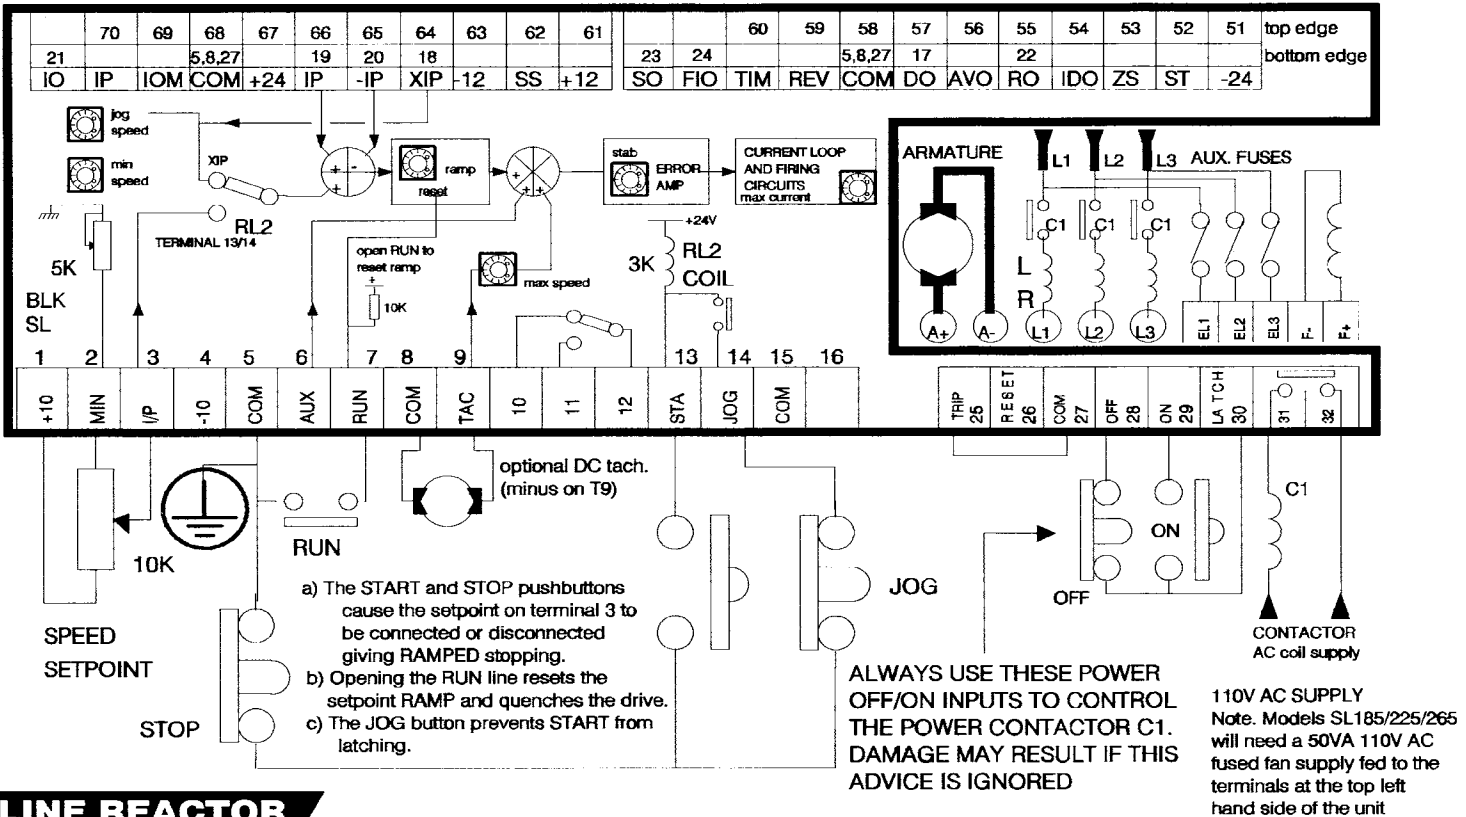 70 69 68 67 66 65 64 63 62 61 60 59 58 57 56 55 54 53 52 51 top edge
21 5,8,27 19 20 18 23 24 5,8,27 17 22 bottom edge
IO IP IOM COM +24 IP -IP XIP -12 SS +12 SO FIO TIM REV COM DO AVO RO IDO ZS ST -24
jog
speed
min
speed
XIP
RL2
TERMINAL 13/14
5K
BLK
SL
+ -
+
ramp
reset
open RUN to
reset ramp
+
10K
+ +
+
max speed
stab
ERROR
AMP
CURRENT LOOP
AND FIRING
CIRCUITS
max current
+24V
RL2
3K
COIL
ARMATURE
L1 L2 L3 AUX. FUSES
C1 C1 C1
L
R
A+ A- L1 L2 L3 EL1 EL2 EL3 F- F+
1 2 3 4 5 6 7 8 9 13 14 15 16
+10 MIN I/P -10 COM AUX RUN COM TAC 10 11 12 STA JOG COM
TRIP 25 RESET 26 COM 27 OFF 28 ON 29 LATCH 30 31 32
optional DC tach.
(minus on T9)
10K
RUN
SPEED
SETPOINT
STOP
a) The START and STOP pushbuttons
cause the setpoint on terminal 3 to
be connected or disconnected
giving RAMPED stopping.
b) Opening the RUN line resets the
setpoint RAMP and quenches the drive.
c) The JOG button prevents START from
latching.
JOG
ON
OFF
C1
CONTACTOR
AC coil supply
ALWAYS USE THESE POWER
OFF/ON INPUTS TO CONTROL
THE POWER CONTACTOR C1.
DAMAGE MAY RESULT IF THIS
ADVICE IS IGNORED
110V AC SUPPLY
Note. Models SL185/225/265
will need a 50VA 110V AC
fused fan supply fed to the
terminals at the top left
hand side of the unit
LINE REACTOR